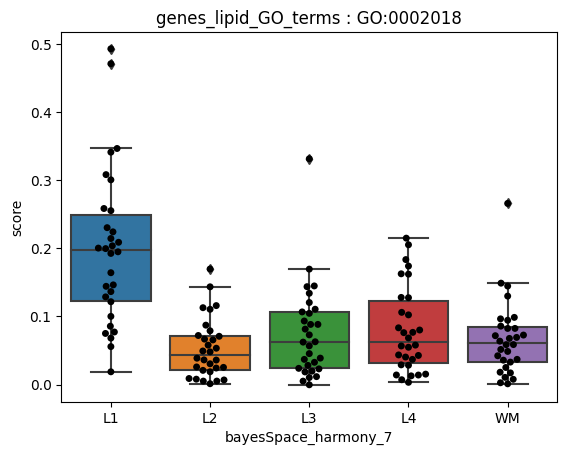 genes_lipid_GO_terms : GO:0002018
0.5
0.4
0.3
0.2
0.1
0.0
score
L1 L2 L3 L4 WM
bayesSpace_harmony_7